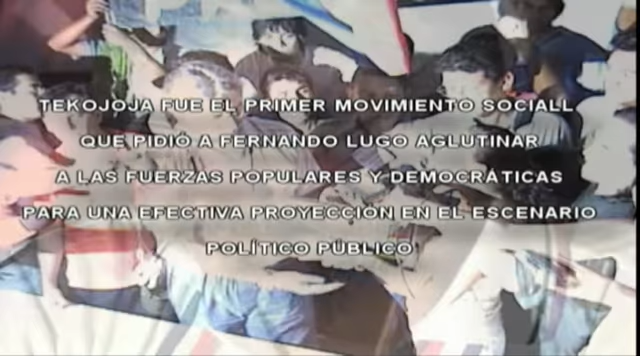 TEKOJOJA FUE EL PRIMER MOVIMIENTO SOCIALL
QUE PIDIÓ A FERNANDO LUGO AGLUTINAR
A LAS FUERZAS POPULARES Y DEMOCRÁTICAS
PARA UNA EFECTIVA PROYECCIÓN EN EL ESCENARIO
POLÍTICO PÚBLICO